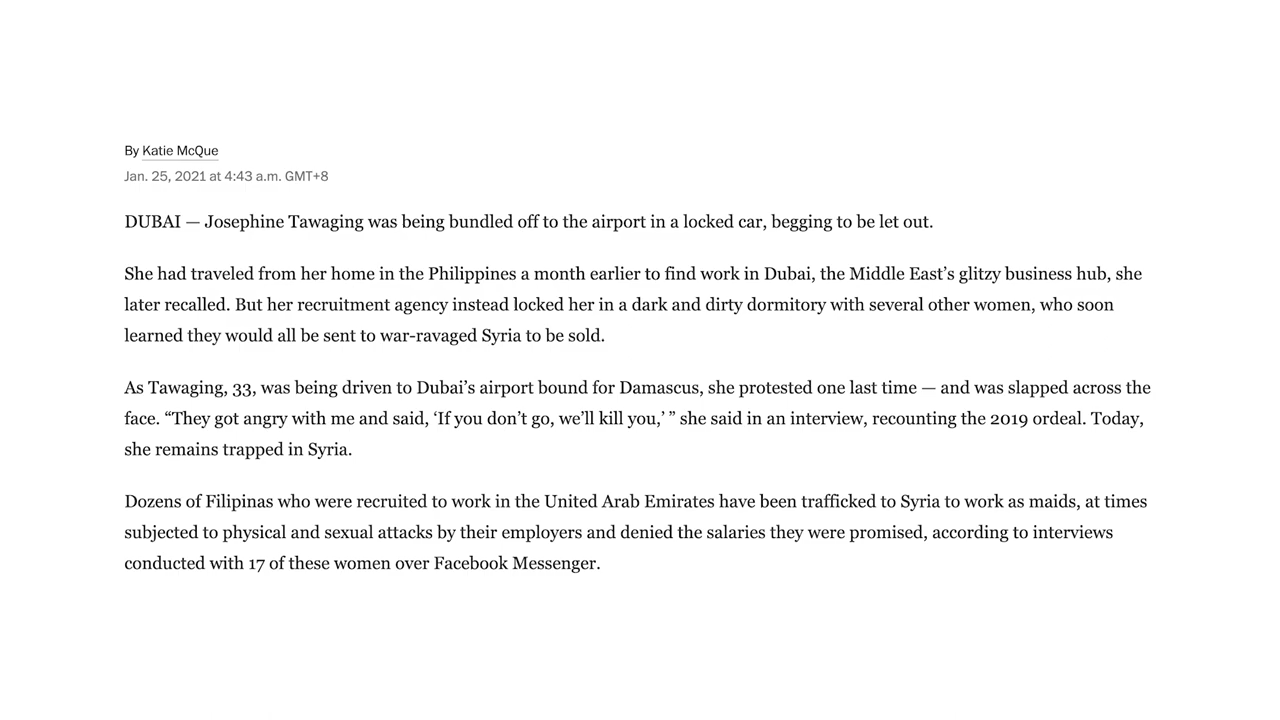 By Katie McQue
Jan. 25, 2021 at 4:43 a.m. GMT+8
DUBAI — Josephine Tawaging was being bundled off to the airport in a locked car, begging to be let out.
She had traveled from her home in the Philippines a month earlier to find work in Dubai, the Middle East’s glitzy business hub, she
later recalled. But her recruitment agency instead locked her in a dark and dirty dormitory with several other women, who soon
learned they would all be sent to war-ravaged Syria to be sold.
As Tawaging, 33, was being driven to Dubai’s airport bound for Damascus, she protested one last time — and was slapped across the
face. “They got angry with me and said, ‘If you don’t go, we’ll kill you,’ ” she said in an interview, recounting the 2019 ordeal. Today,
she remains trapped in Syria.
Dozens of Filipinas who were recruited to work in the United Arab Emirates have been trafficked to Syria to work as maids, at times
subjected to physical and sexual attacks by their employers and denied the salaries they were promised, according to interviews
conducted with 17 of these women over Facebook Messenger.